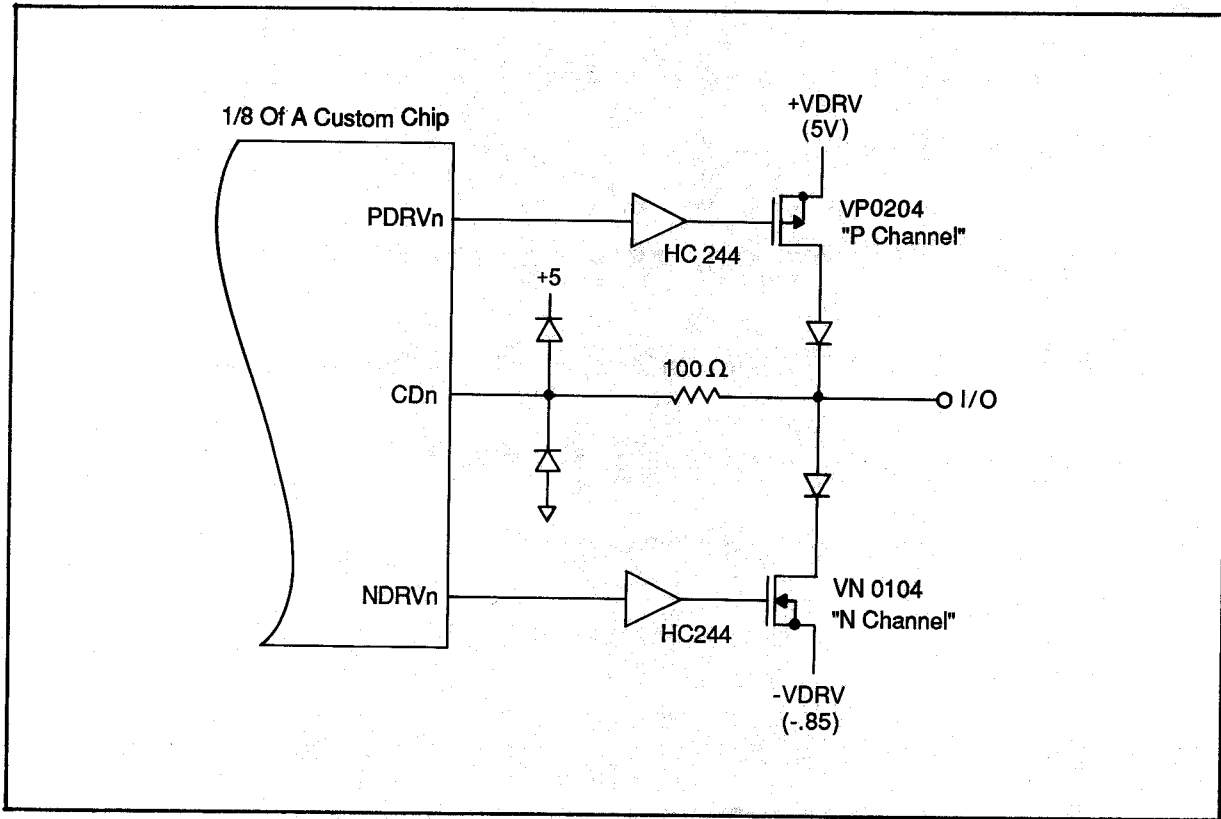 1/8 Of A Custom Chip
+VDRV
(5V)
PDRVn
HC 244
VP0204
"P Channel"
+5
100 Ω
CDn
I/O
NDRVn
HC244
VN 0104
"N Channel"
-VDRV
(-.85)